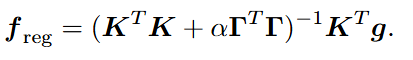 f_reg = (K^T K + αΓ^T Γ)^{-1} K^T g.